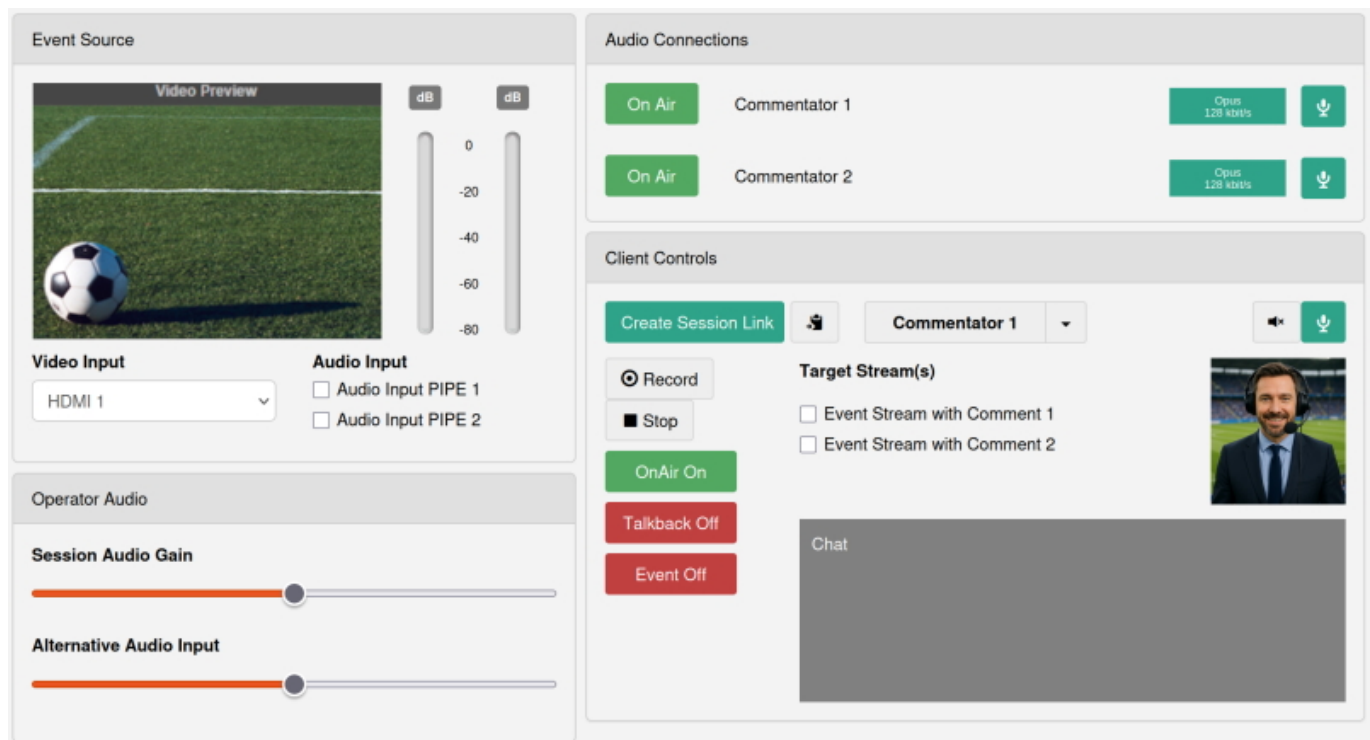 Event Source
Video Preview
dB
dB
0
-20
-40
-60
-80
Video Input
HDMI 1
Audio Input
Audio Input PIPE 1
Audio Input PIPE 2
Operator Audio
Session Audio Gain
Alternative Audio Input
Audio Connections
On Air
Commentator 1
Opus
128 kbit/s
On Air
Commentator 2
Opus
128 kbit/s
Client Controls
Create Session Link
Commentator 1
Record
Stop
OnAir On
Talkback Off
Event Off
Target Stream(s)
Event Stream with Comment 1
Event Stream with Comment 2
Chat